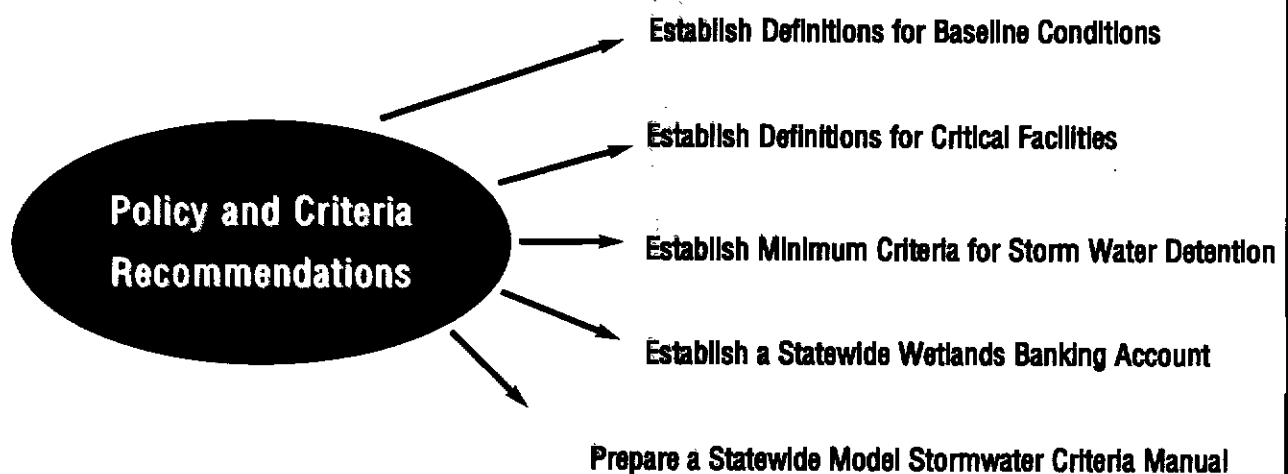 Establish Definitions for Baseline Conditions
Establish Definitions for Critical Facilities
Policy and Criteria
Recommendations
Establish Minimum Criteria for Storm Water Detention
Establish a Statewide Wetlands Banking Account
Prepare a Statewide Model Stormwater Criteria Manual